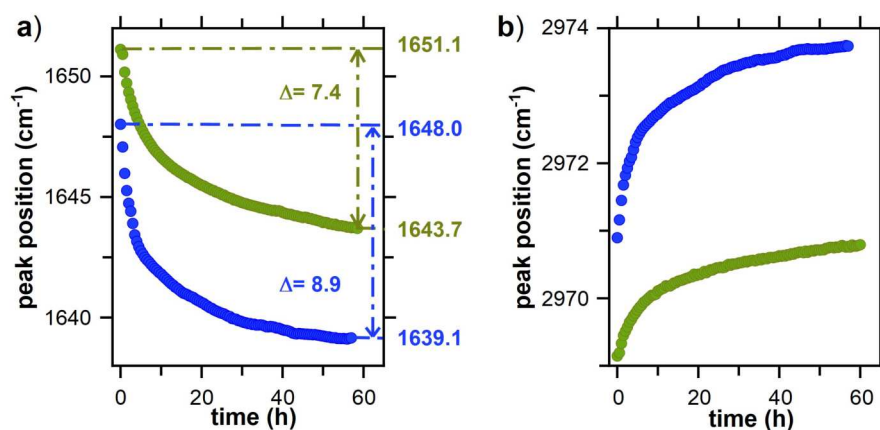 a)
peak position (cm⁻¹)
1650
1645
1640
0
20
40
60
time (h)
1651.1
Δ= 7.4
1648.0
1643.7
Δ= 8.9
1639.1
b)
peak position (cm⁻¹)
2974
2972
2970
0
20
40
60
time (h)